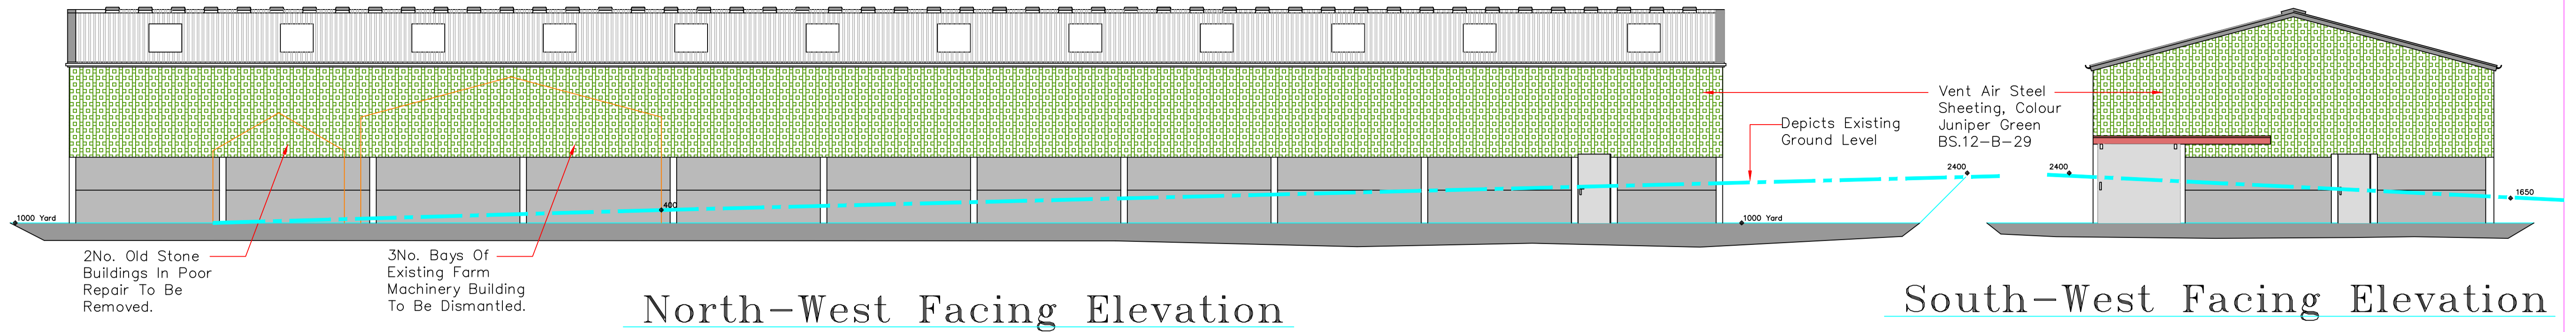 Vent Air Steel
Sheeting, Colour
Juniper Green
BS.12-B-29
Depicts Existing
Ground Level
2400
2400
1650
400
1000 Yard
1000 Yard
2No. Old Stone
Buildings In Poor
Repair To Be
Removed.
3No. Bays Of
Existing Farm
Machinery Building
To Be Dismantled.
North-West Facing Elevation
South-West Facing Elevation